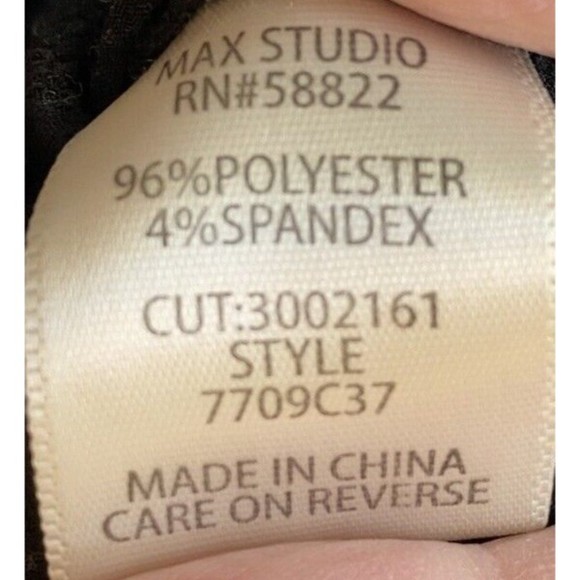 MAX STUDIO
RN#58822
96%POLYESTER
4%SPANDEX
CUT:3002161
STYLE
7709C37
MADE IN CHINA
CARE ON REVERSE